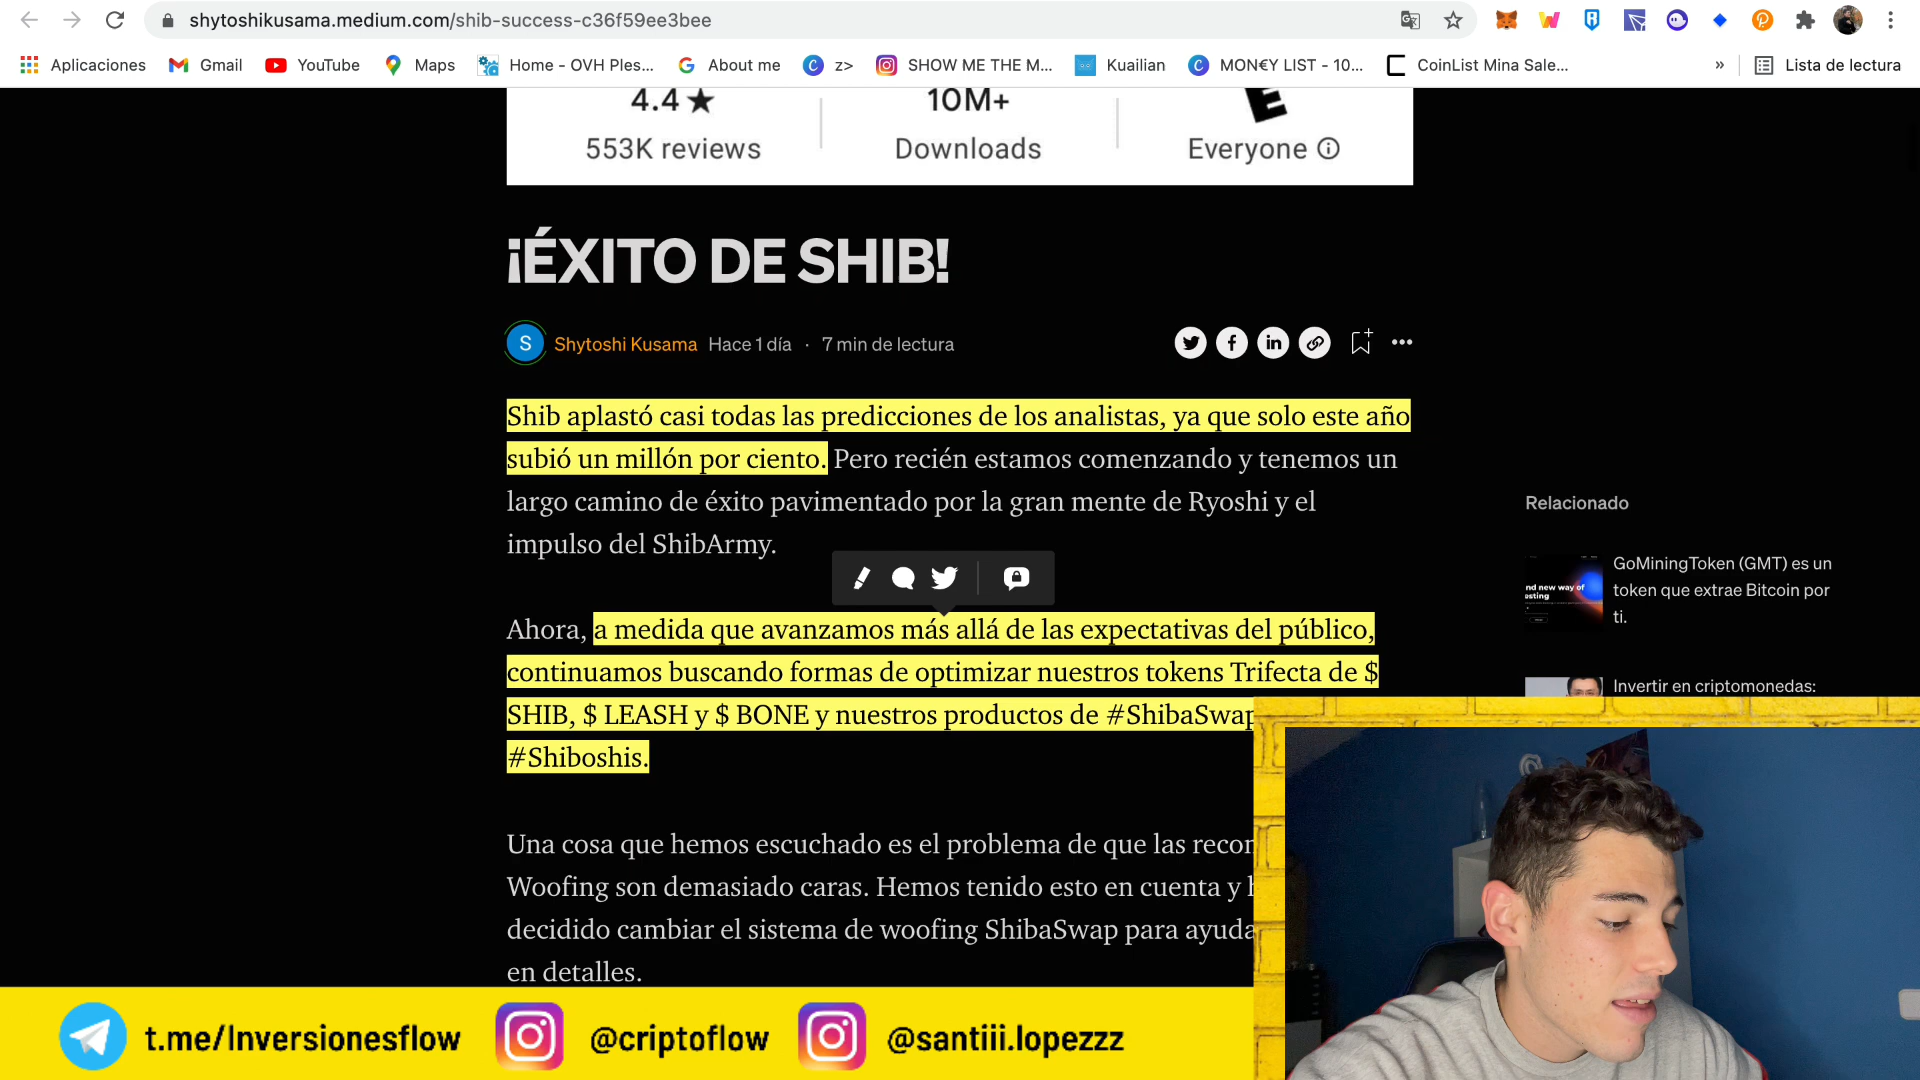 shytoshikusama.medium.com/shib-success-c36f59ee3bee
Aplicaciones Gmail YouTube Maps Home - OVH Ples... About me z> SHOW ME THE M... Kuailian MON€Y LIST - 10... CoinList Mina Sale... » Lista de lectura
4.4★ 10M+ E
553K reviews Downloads Everyone
¡ÉXITO DE SHIB!
S Shytoshi Kusama Hace 1 día · 7 min de lectura
Shib aplastó casi todas las predicciones de los analistas, ya que solo este año
subió un millón por ciento. Pero recién estamos comenzando y tenemos un
largo camino de éxito pavimentado por la gran mente de Ryoshi y el
impulso del ShibArmy.
Ahora, a medida que avanzamos más allá de las expectativas del público,
continuamos buscando formas de optimizar nuestros tokens Trifecta de $
SHIB, $ LEASH y $ BONE y nuestros productos de #ShibaSwap
#Shiboshis.
Una cosa que hemos escuchado es el problema de que las
Woofing son demasiado caras. Hemos tenido esto en cuenta y
decidido cambiar el sistema de woofing ShibaSwap para
en detalles.
Relacionado
GoMiningToken (GMT) es un
token que extrae Bitcoin por
ti.
Invertir en criptomonedas:
t.me/Inversionesflow @criptoflow @santiii.lopezzz